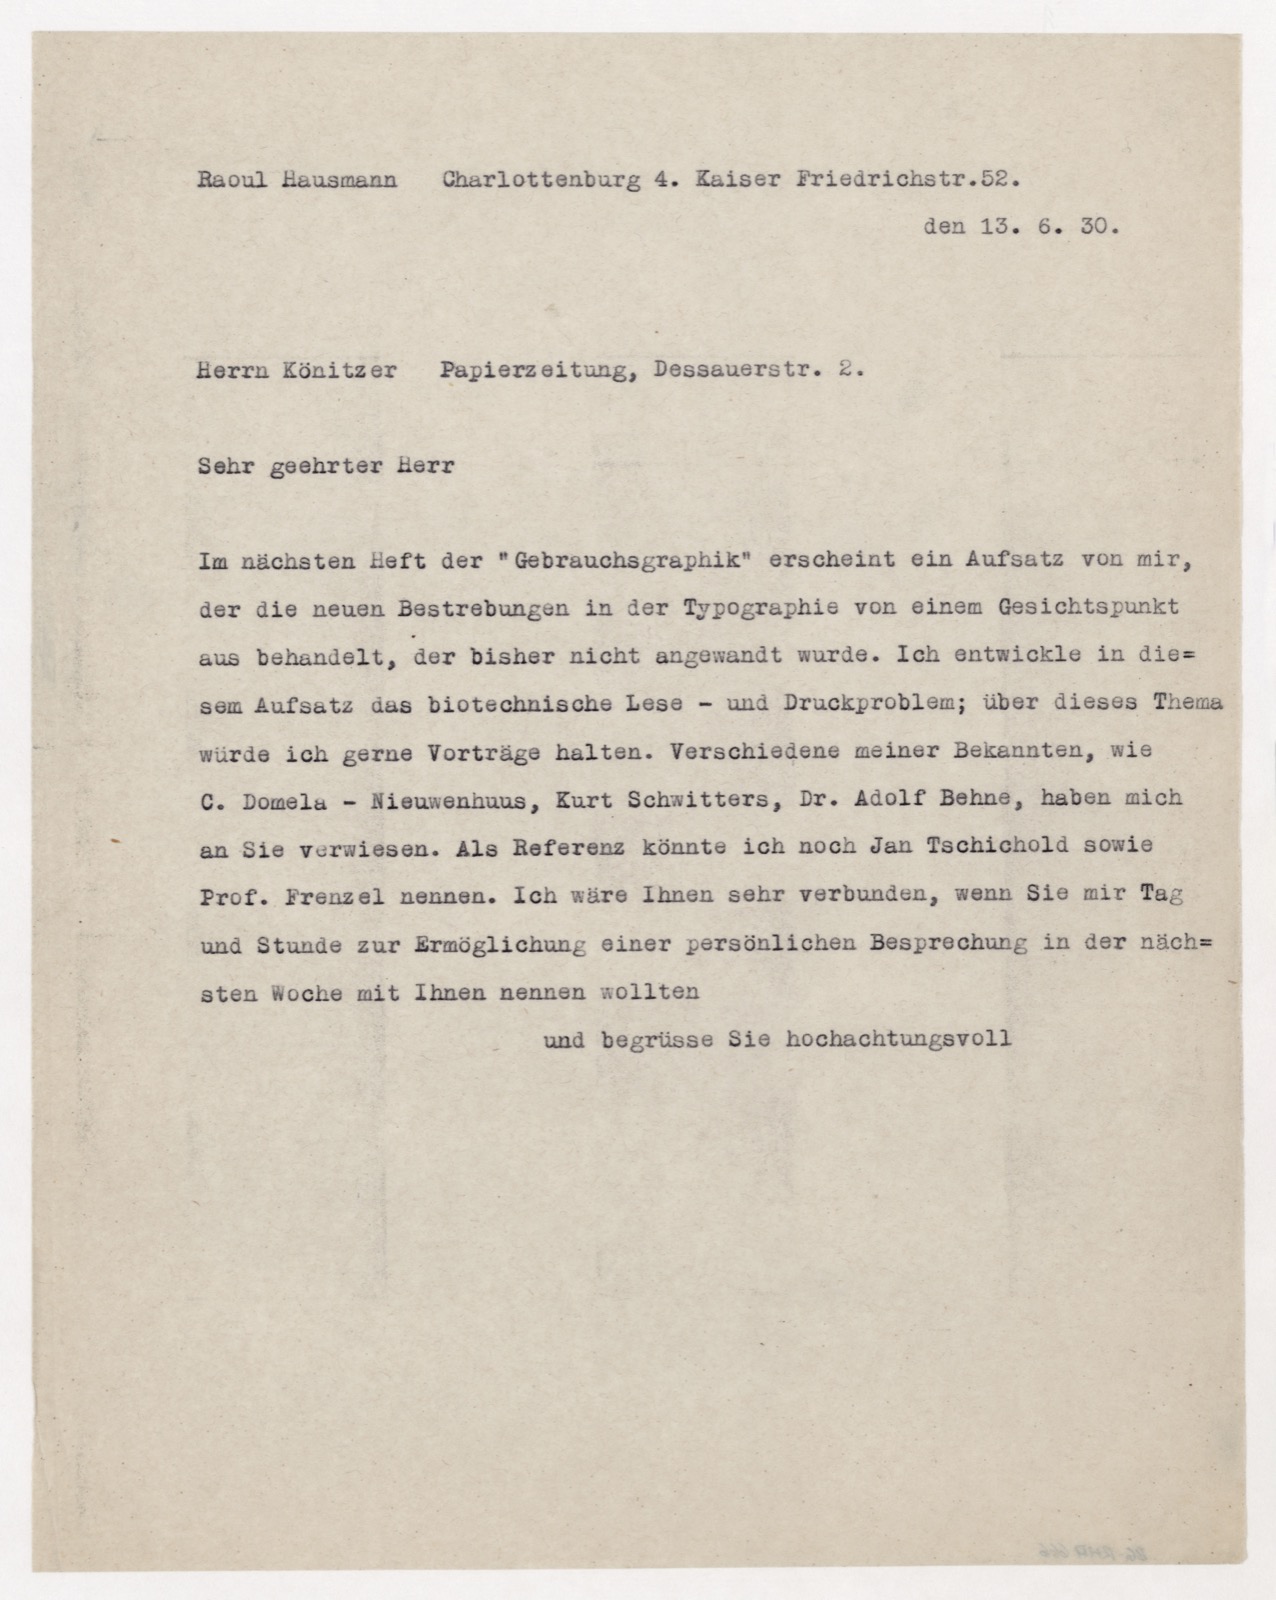 Raoul Hausmann Charlottenburg 4. Kaiser Friedrichstr.52.
den 13. 6. 30.
Herrn Könitzer Papierzeitung, Dessauerstr. 2.
Sehr geehrter Herr
Im nächsten Heft der "Gebrauchsgraphik" erscheint ein Aufsatz von mir,
der die neuen Bestrebungen in der Typographie von einem Gesichtspunkt
aus behandelt, der bisher nicht angewandt wurde. Ich entwickle in die=
sem Aufsatz das biotechnische Lese - und Druckproblem; über dieses Thema
würde ich gerne Vorträge halten. Verschiedene meiner Bekannten, wie
C. Domela - Nieuwenhuus, Kurt Schwitters, Dr. Adolf Behne, haben mich
an Sie verwiesen. Als Referenz könnte ich noch Jan Tschichold sowie
Prof. Frenzel nennen. Ich wäre Ihnen sehr verbunden, wenn Sie mir Tag
und Stunde zur Ermöglichung einer persönlichen Besprechung in der näch=
sten Woche mit Ihnen nennen wollten
und begrüsse Sie hochachtungsvoll